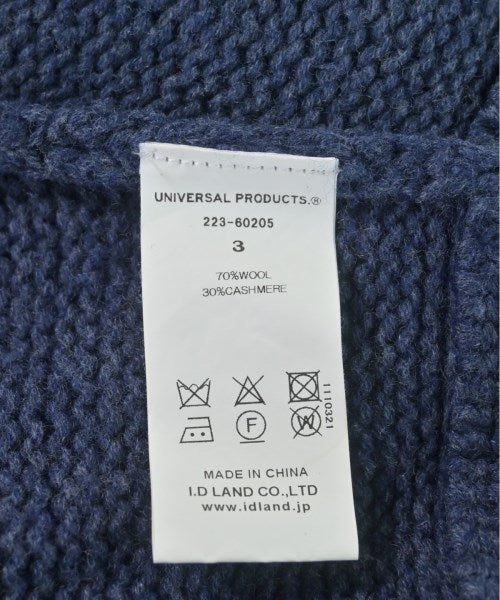 UNIVERSAL PRODUCTS.®
223-60205
3
70%WOOL
30%CASHMERE
1110321
F
W
MADE IN CHINA
I.D LAND CO.,LTD
www.idland.jp